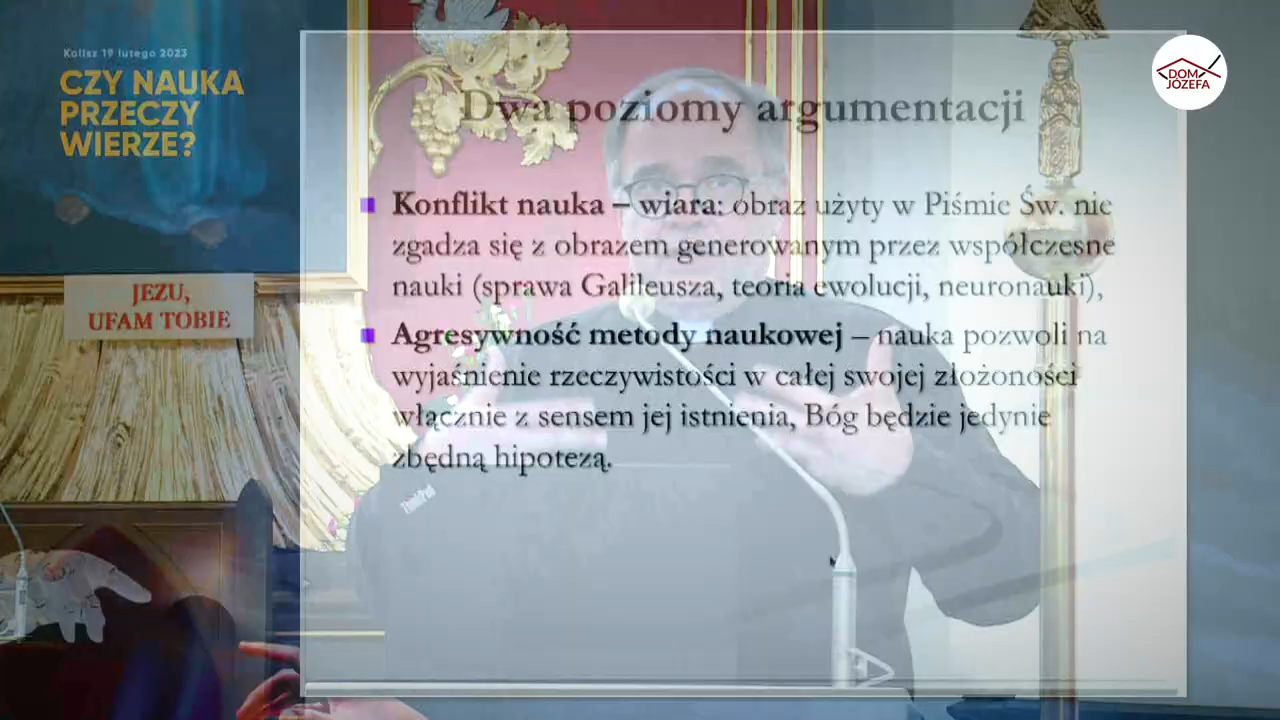 Kalisz 19 lutego 2023
CZY NAUKA
PRZECZY
WIERZE?
DOM
JÓZEFA
JEZU,
UFAM TOBIE
Dwa poziomy argumentacji
Konflikt nauka – wiara: obraz użyty w Piśmie Św. nie
zgadza się z obrazem generowanym przez współczesne
nauki (sprawa Galileusza, teoria ewolucji, neuronauki),
Agresywność metody naukowej – nauka pozwoli na
wyjaśnienie rzeczywistości w całej swojej złożoności
włącznie z sensem jej istnienia, Bóg będzie jedynie
zbędną hipotezą.
ThinkPad